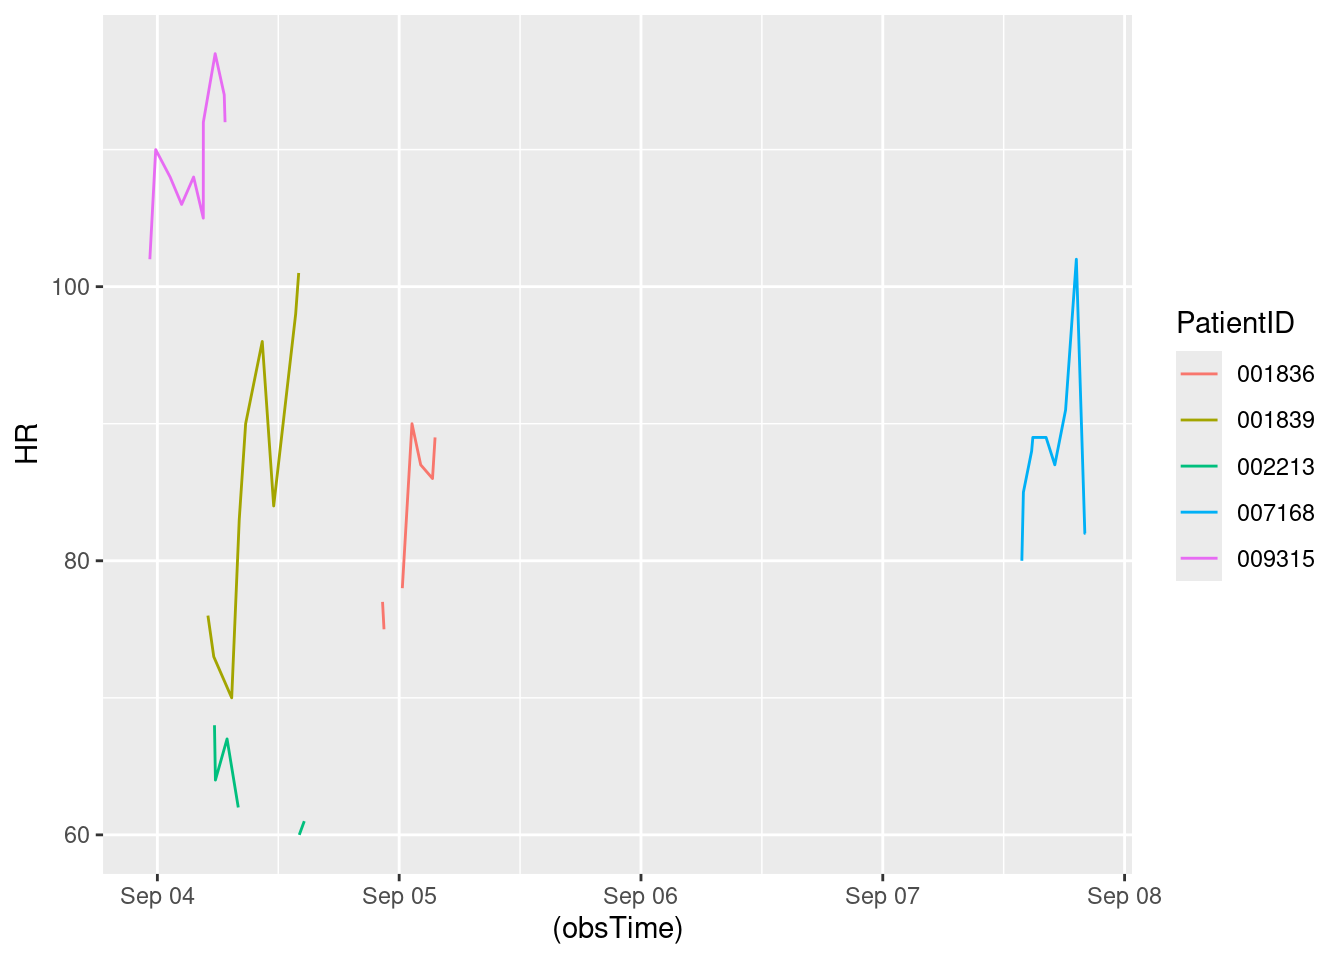 HR
100
80
60
Sep 04
Sep 05
Sep 06
Sep 07
Sep 08
(obsTime)
PatientID
001836
001839
002213
007168
009315